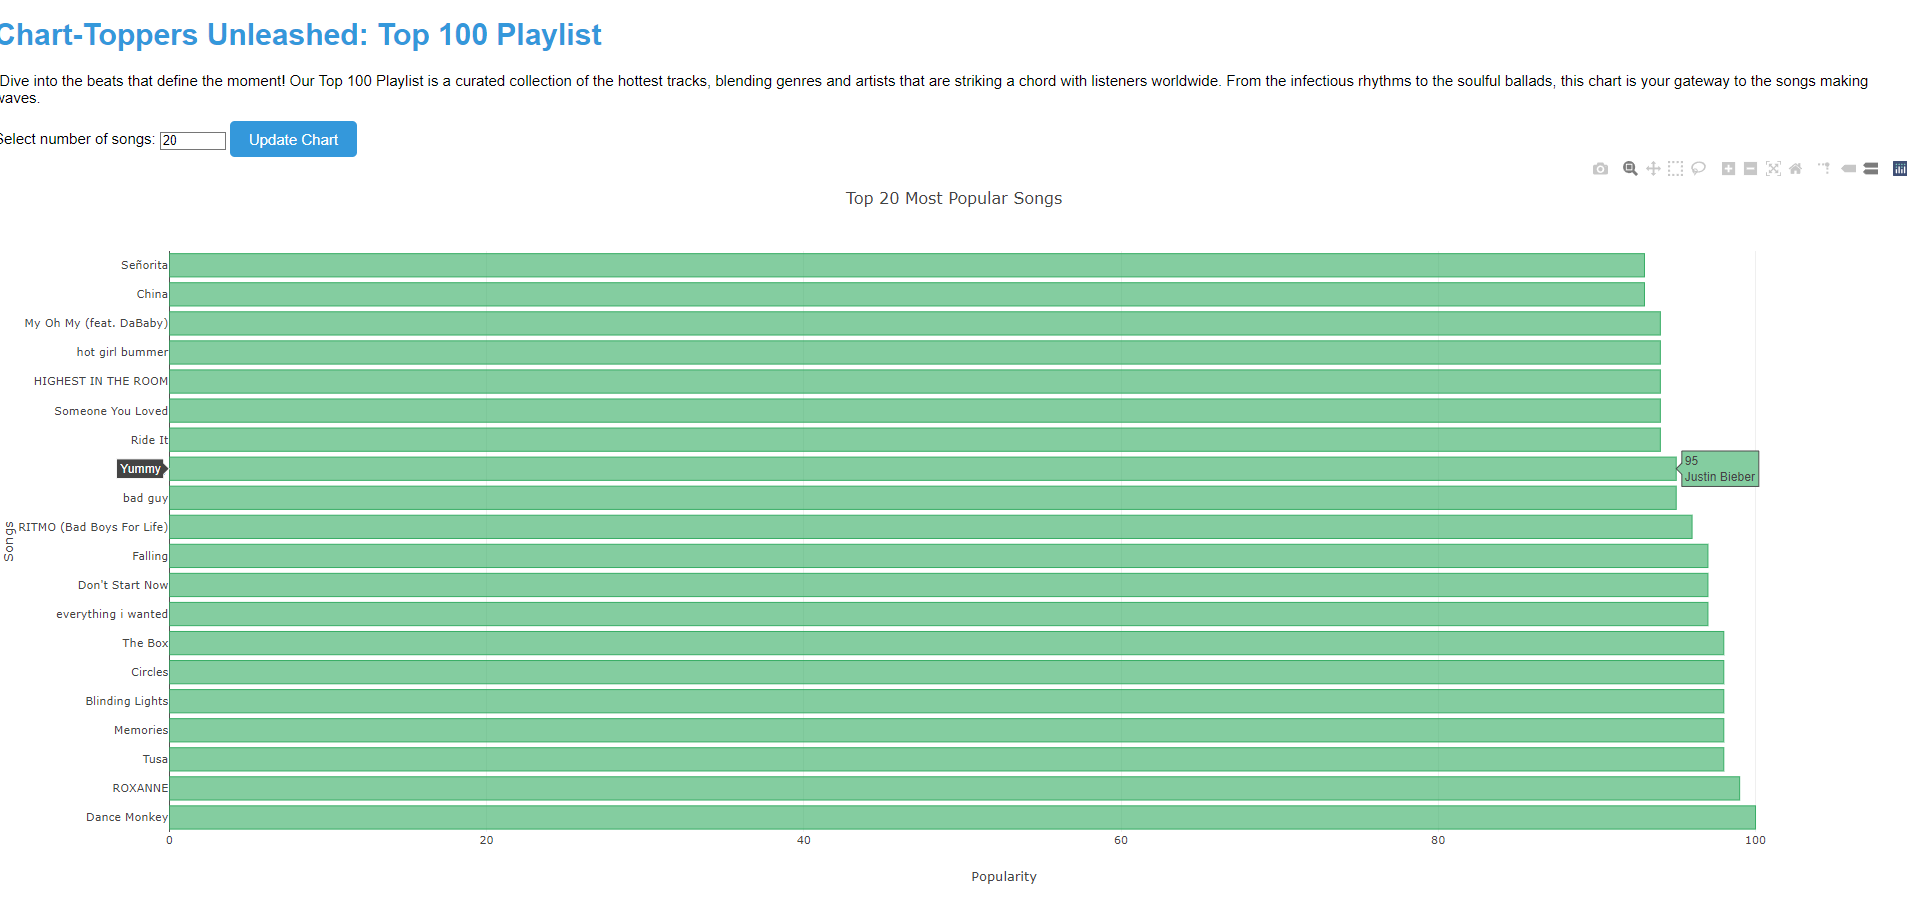 Chart-Toppers Unleashed: Top 100 Playlist
Dive into the beats that define the moment! Our Top 100 Playlist is a curated collection of the hottest tracks, blending genres and artists that are striking a chord with listeners worldwide. From the infectious rhythms to the soulful ballads, this chart is your gateway to the songs making
waves.
Select number of songs: 20 Update Chart
Top 20 Most Popular Songs
Señorita
China
My Oh My (feat. DaBaby)
hot girl bummer
HIGHEST IN THE ROOM
Someone You Loved
Ride It
Yummy
95
Justin Bieber
bad guy
RITMO (Bad Boys For Life)
Songs
Falling
Don't Start Now
everything i wanted
The Box
Circles
Blinding Lights
Memories
Tusa
ROXANNE
Dance Monkey
0 20 40 60 80 100
Popularity